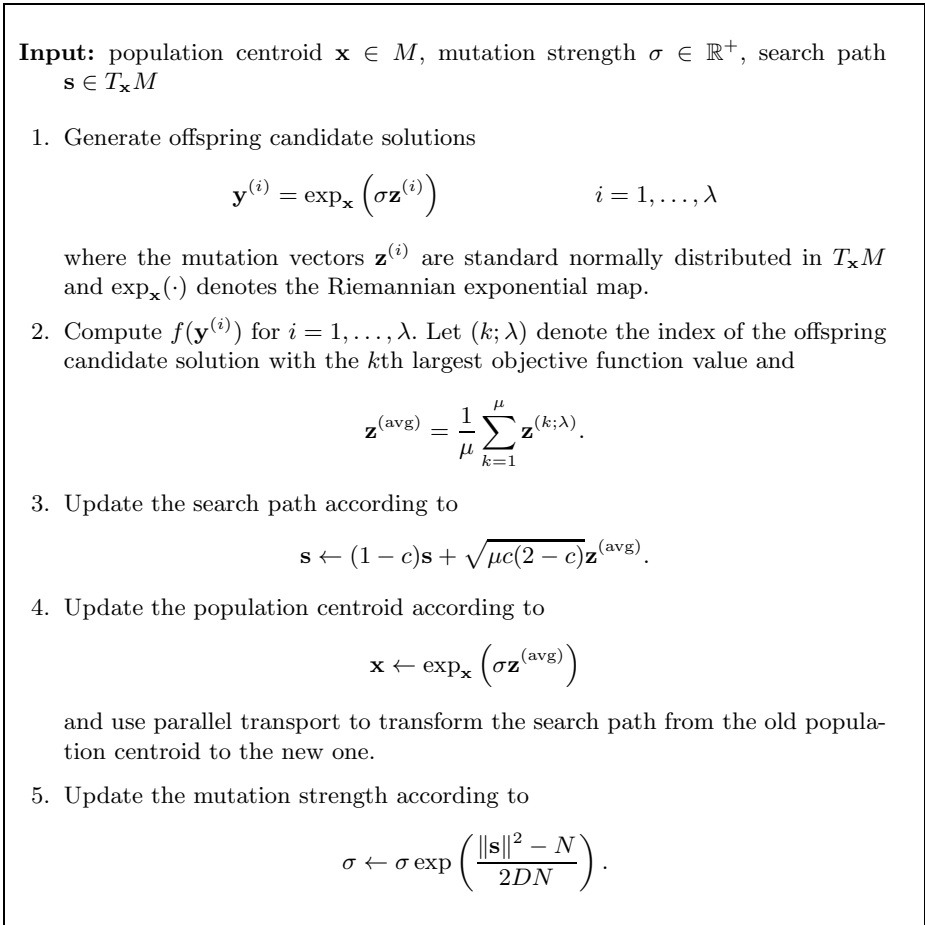 Input: population centroid x ∈ M, mutation strength σ ∈ ℝ⁺, search path
s ∈ TₓM
1. Generate offspring candidate solutions
y^(i) = exp_x (σz^(i))     i = 1, . . . , λ
where the mutation vectors z^(i) are standard normally distributed in TₓM
and exp_x(·) denotes the Riemannian exponential map.
2. Compute f(y^(i)) for i = 1, . . . , λ. Let (k; λ) denote the index of the offspring
candidate solution with the kth largest objective function value and
z^(avg) = 1/μ ∑_{k=1}^{μ} z^(k;λ).
3. Update the search path according to
s ← (1 − c)s + √(μc(2 − c)) z^(avg).
4. Update the population centroid according to
x ← exp_x (σz^(avg))
and use parallel transport to transform the search path from the old popula-
tion centroid to the new one.
5. Update the mutation strength according to
σ ← σ exp ((‖s‖² − N) / (2DN)).